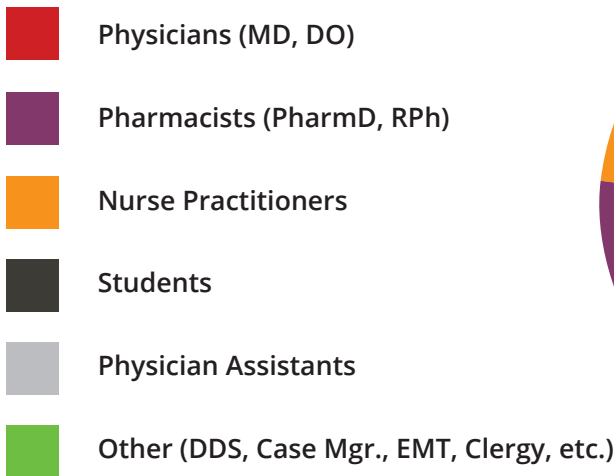 Physicians (MD, DO)
Pharmacists (PharmD, RPh)
Nurse Practitioners
Students
Physician Assistants
Other (DDS, Case Mgr., EMT, Clergy, etc.)